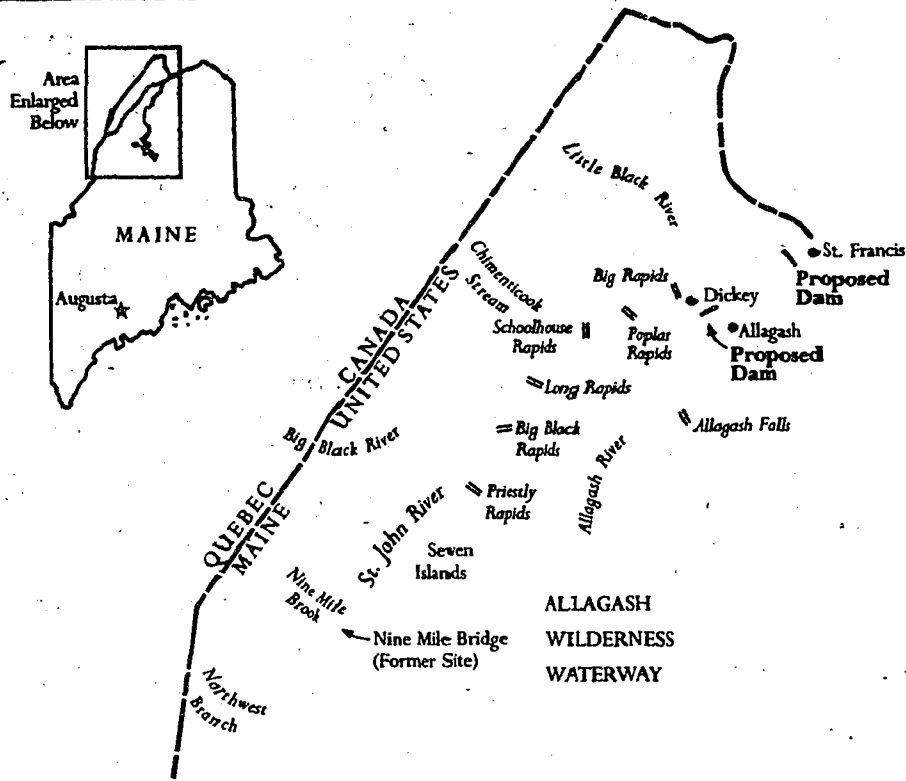 Area
Enlarged
Below
MAINE
Augusta
Little Black River
St. Francis
Proposed
Dam
Chimenticook
Stream
Big Rapids
Dickey
CANADA
UNITED STATES
Schoolhouse
Rapids
Poplar
Rapids
Allagash
Proposed
Dam
Long Rapids
Big Black River
Big Black
Rapids
Allagash Falls
Allagash River
Priestly
Rapids
QUEBEC
MAINE
St. John River
Seven
Islands
Nine Mile
Brook
ALLAGASH
WILDERNESS
WATERWAY
Nine Mile Bridge
(Former Site)
Northwest
Branch